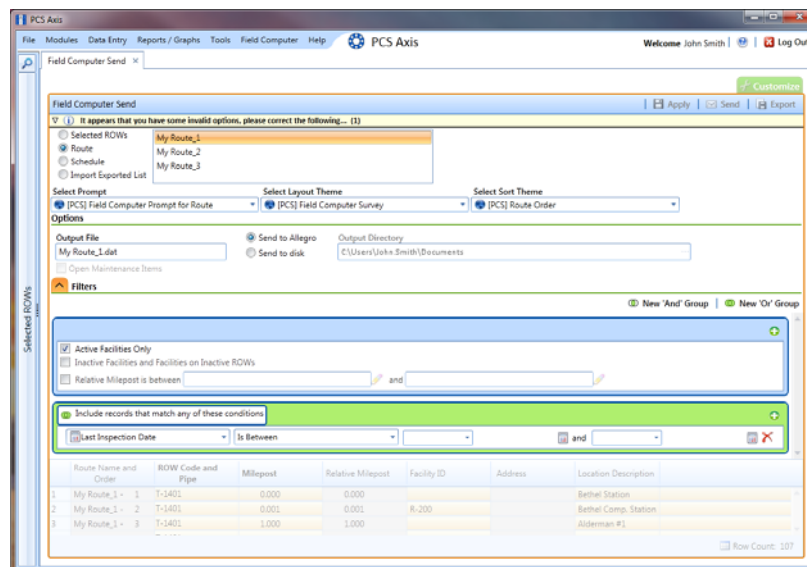 PCS Axis
File Modules Data Entry Reports / Graphs Tools Field Computer Help PCS Axis Welcome John Smith | | Log Out
Field Computer Send ×
Customize
Field Computer Send | Apply | Send | Export
It appears that you have some invalid options, please correct the following... (1)
Selected ROWs
Route
Schedule
Import Exported List
My Route_1
My Route_2
My Route_3
Select Prompt Select Layout Theme Select Sort Theme
[PCS] Field Computer Prompt for Route [PCS] Field Computer Survey [PCS] Route Order
Options
Output File Send to Allegro Output Directory
My Route_1.dat Send to disk C:\Users\John.Smith\Documents
Open Maintenance Items
Filters
Selected ROWs
New 'And' Group | New 'Or' Group
Active Facilities Only
Inactive Facilities and Facilities on Inactive ROWs
Relative Milepost is between and
Include records that match any of these conditions
Last Inspection Date Is Between and
Route Name and Order ROW Code and Pipe Milepost Relative Milepost Facility ID Address Location Description
1 My Route_1 - 1 T-1401 0.000 0.000 Bethel Station
2 My Route_1 - 2 T-1401 0.001 0.001 R-200 Bethel Comp. Station
3 My Route_1 - 3 T-1401 1.000 1.000 Alderman #1
Row Count: 107